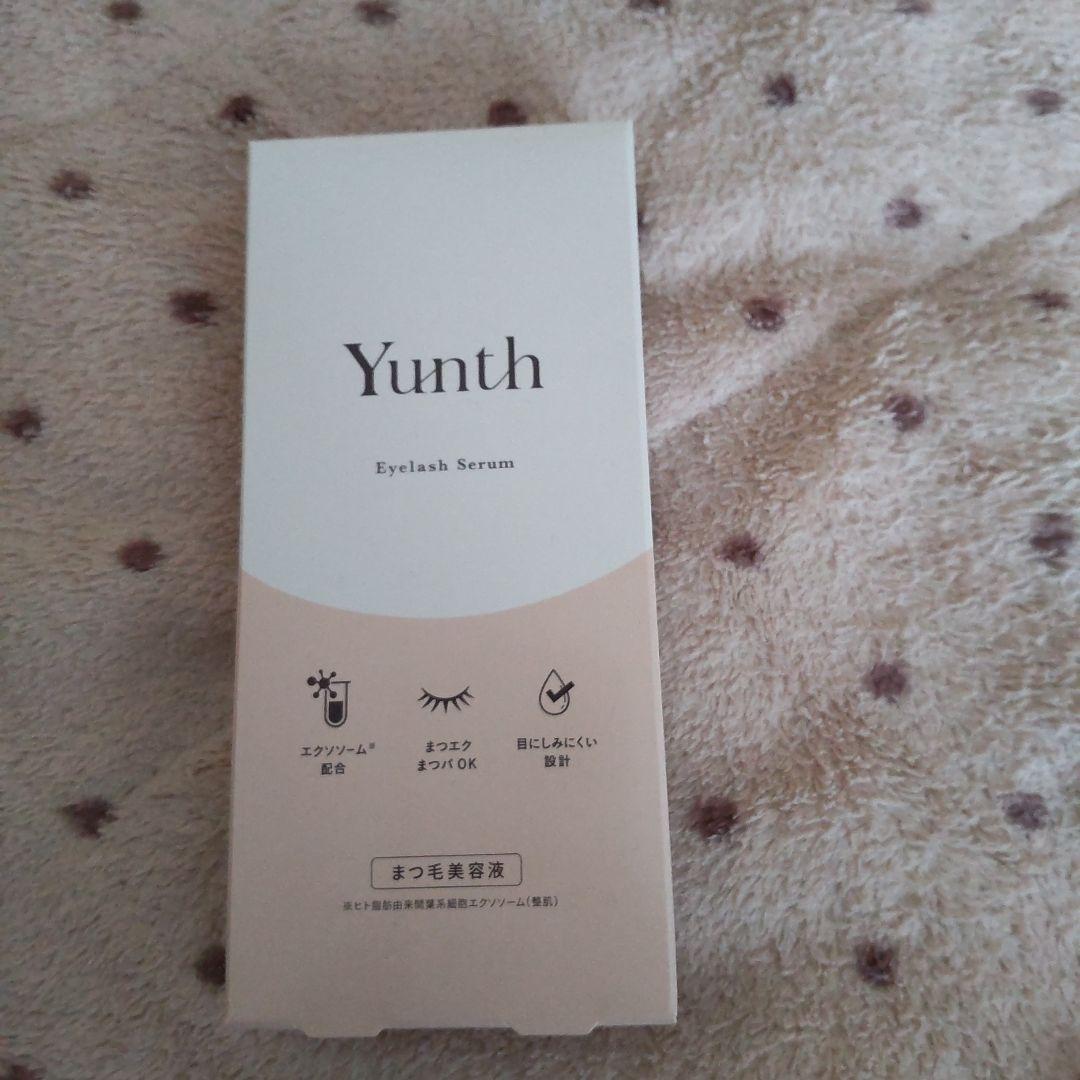 Yunth
Eyelash Serum
エクソソーム※
配合
まつエク
まつパ OK
目にしみにくい
設計
まつ毛美容液
※ヒト脂肪由来間葉系細胞エクソソーム(整肌)